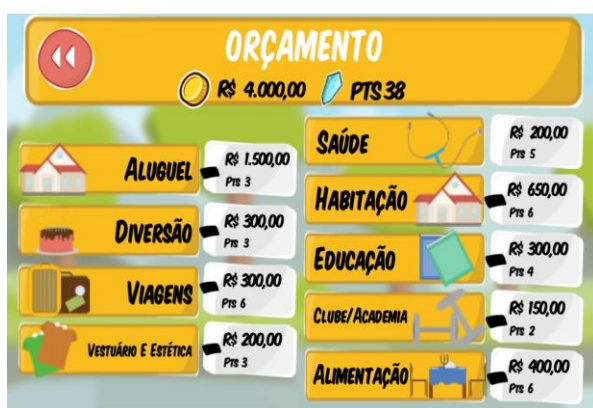 ORÇAMENTO
R$ 4.000,00 PTS 38
ALUGUEL
R$ 1.500,00
PTS 3
DIVERSÃO
R$ 300,00
PTS 3
VIAGENS
R$ 300,00
PTS 6
VESTUÁRIO E ESTÉTICA
R$ 200,00
PTS 3
SAÚDE
R$ 200,00
PTS 5
HABITAÇÃO
R$ 650,00
PTS 6
EDUCAÇÃO
R$ 300,00
PTS 4
CLUBE/ACADEMIA
R$ 150,00
PTS 2
ALIMENTAÇÃO
R$ 400,00
PTS 6